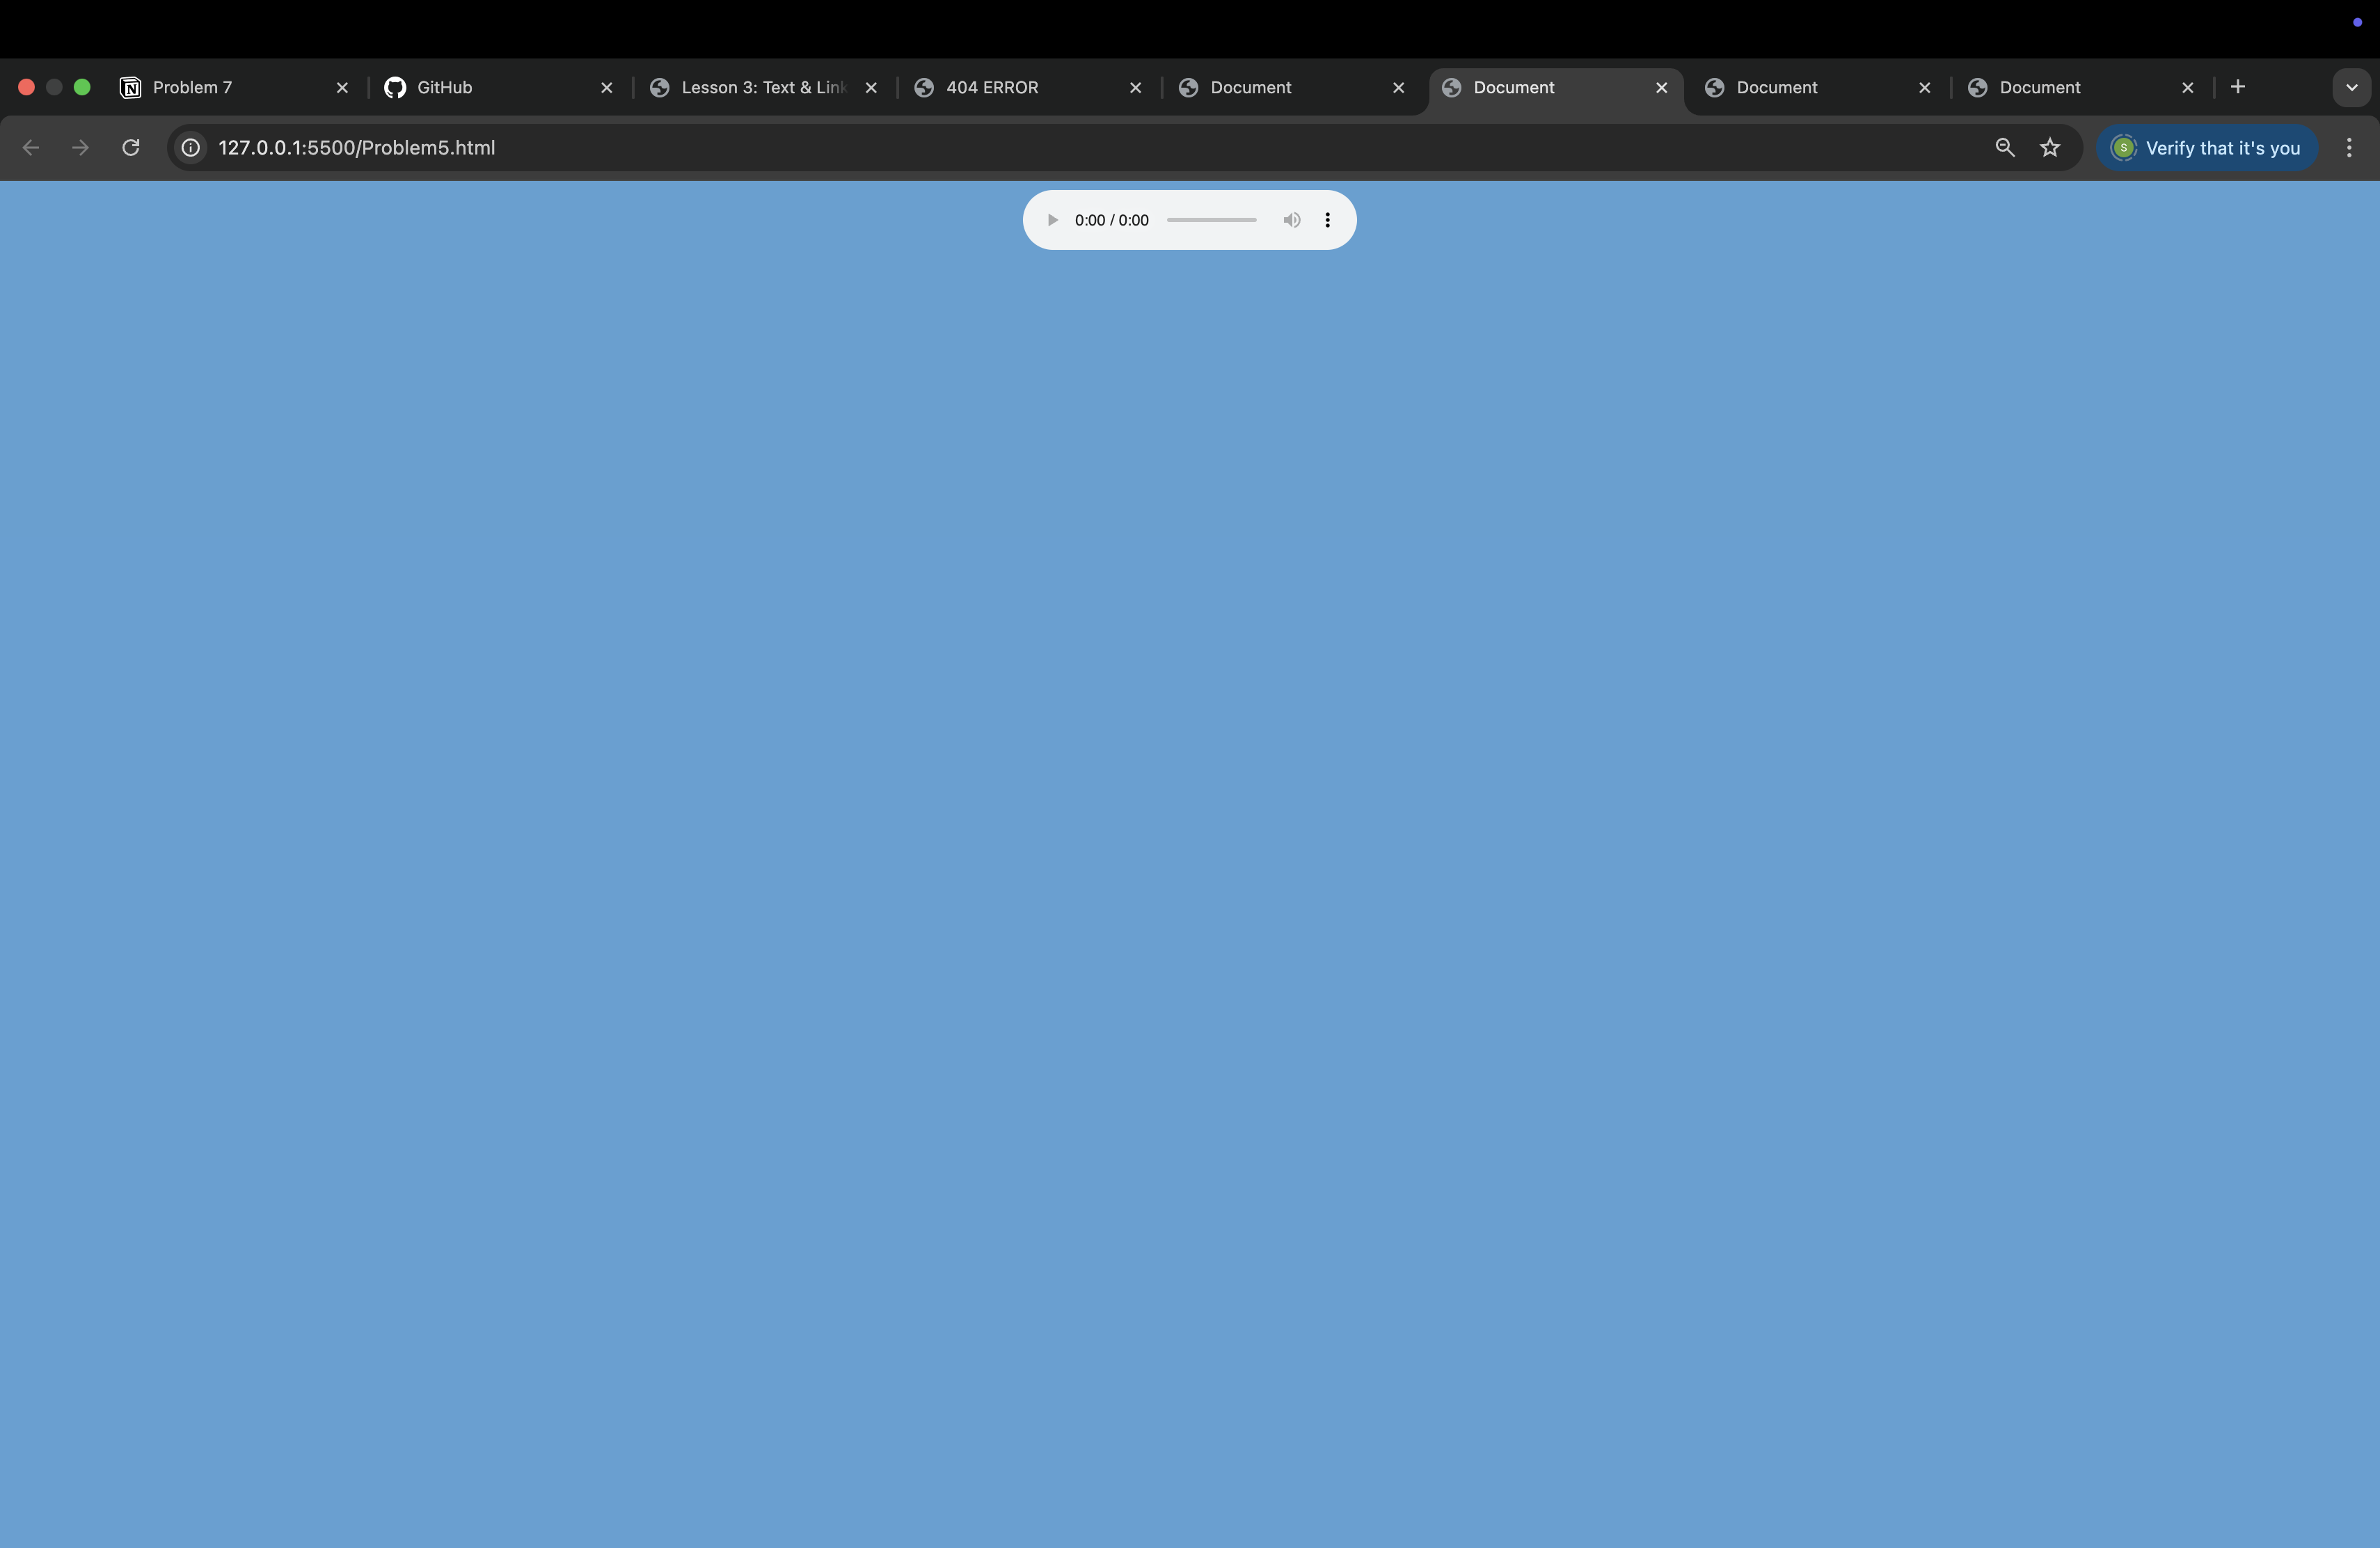 Problem 7
GitHub
Lesson 3: Text & Link
404 ERROR
Document
Document
Document
Document
127.0.0.1:5500/Problem5.html
S
Verify that it's you
0:00 / 0:00